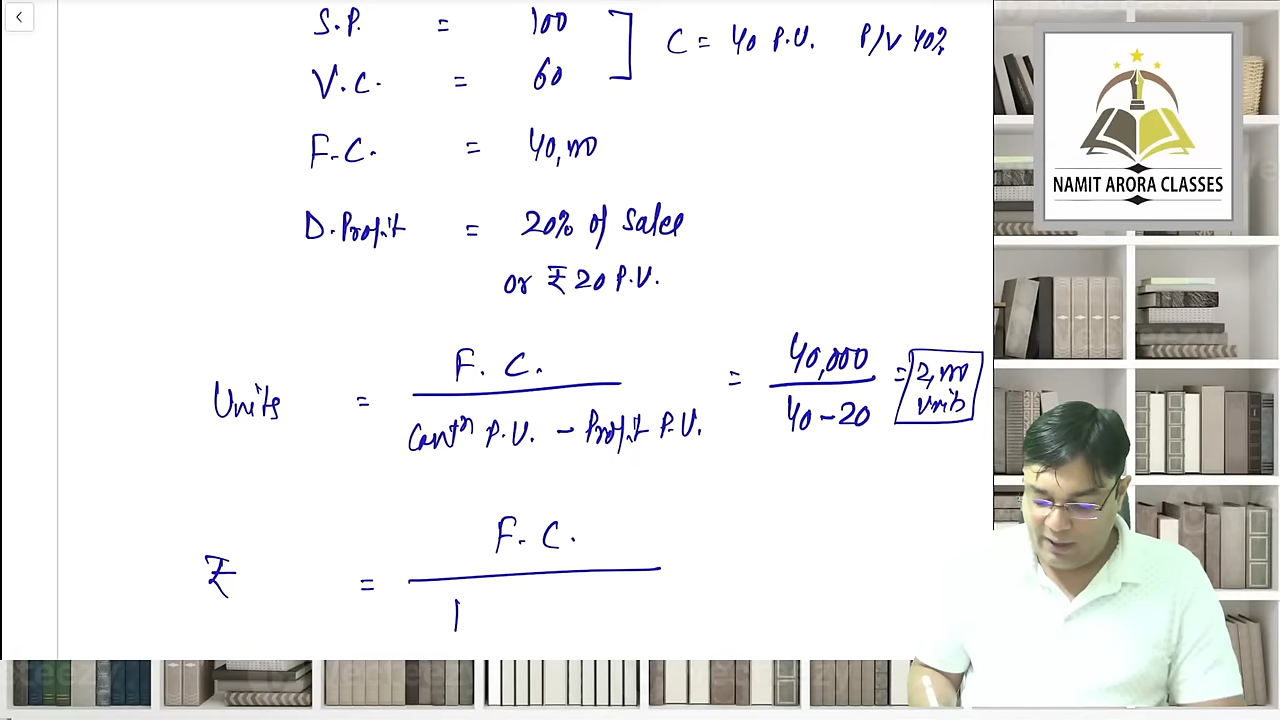 S.P. = 100
V.C. = 60
C = 40 P.U. P/V 40%
F.C. = 40,000
D. Profit = 20% of Sales
or ₹ 20 P.U.
Units = F. C. / Contn P.U. - Profit P.U. = 40,000 / 40-20 = 2,000 Units
₹ = F. C.
NAMIT ARORA CLASSES